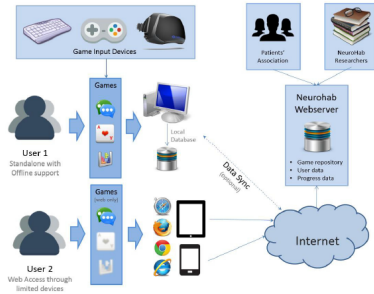 Game Input Devices
Patients'
Association
NeuroHab
Researchers
Games
Local
Database
User 1
Standalone with
Offline support
Neurohab
Webserver
• Game repository
• User data
• Progress data
Data Sync
(optional)
Games
(web only)
User 2
Web Access through
limited devices
Internet